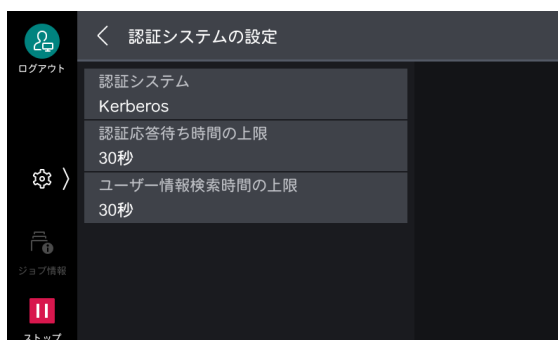 ログアウト
認証システムの設定
認証システム
Kerberos
認証応答待ち時間の上限
30秒
ユーザー情報検索時間の上限
30秒
ジョブ情報
ストップ